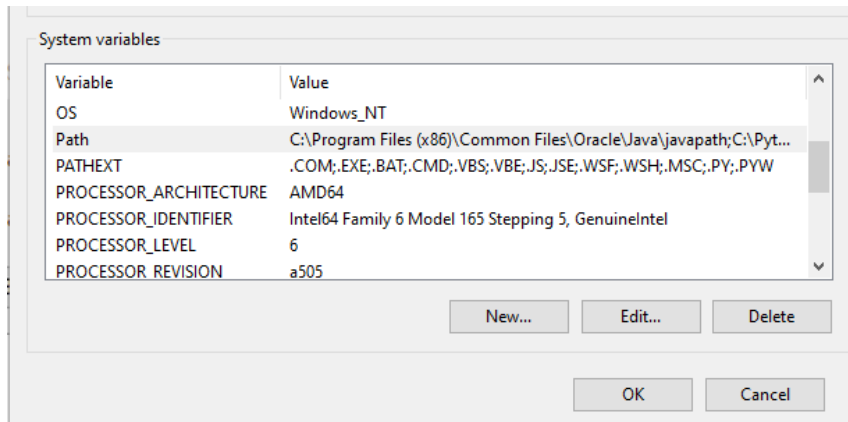 System variables
Variable Value
OS Windows_NT
Path C:\Program Files (x86)\Common Files\Oracle\Java\javapath;C:\Pyt...
PATHEXT .COM;.EXE;.BAT;.CMD;.VBS;.VBE;.JS;.JSE;.WSF;.WSH;.MSC;.PY;.PYW
PROCESSOR_ARCHITECTURE AMD64
PROCESSOR_IDENTIFIER Intel64 Family 6 Model 165 Stepping 5, GenuineIntel
PROCESSOR_LEVEL 6
PROCESSOR_REVISION a505
New... Edit... Delete
OK Cancel